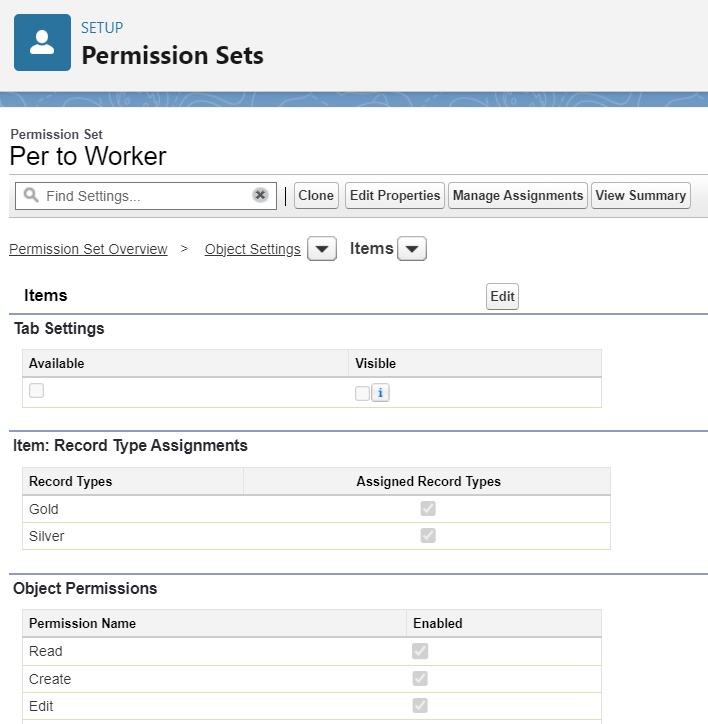 SETUP
Permission Sets
Permission Set
Per to Worker
Find Settings... Clone Edit Properties Manage Assignments View Summary
Permission Set Overview > Object Settings Items
Items Edit
Tab Settings
Available Visible
i
Item: Record Type Assignments
Record Types Assigned Record Types
Gold
Silver
Object Permissions
Permission Name Enabled
Read
Create
Edit